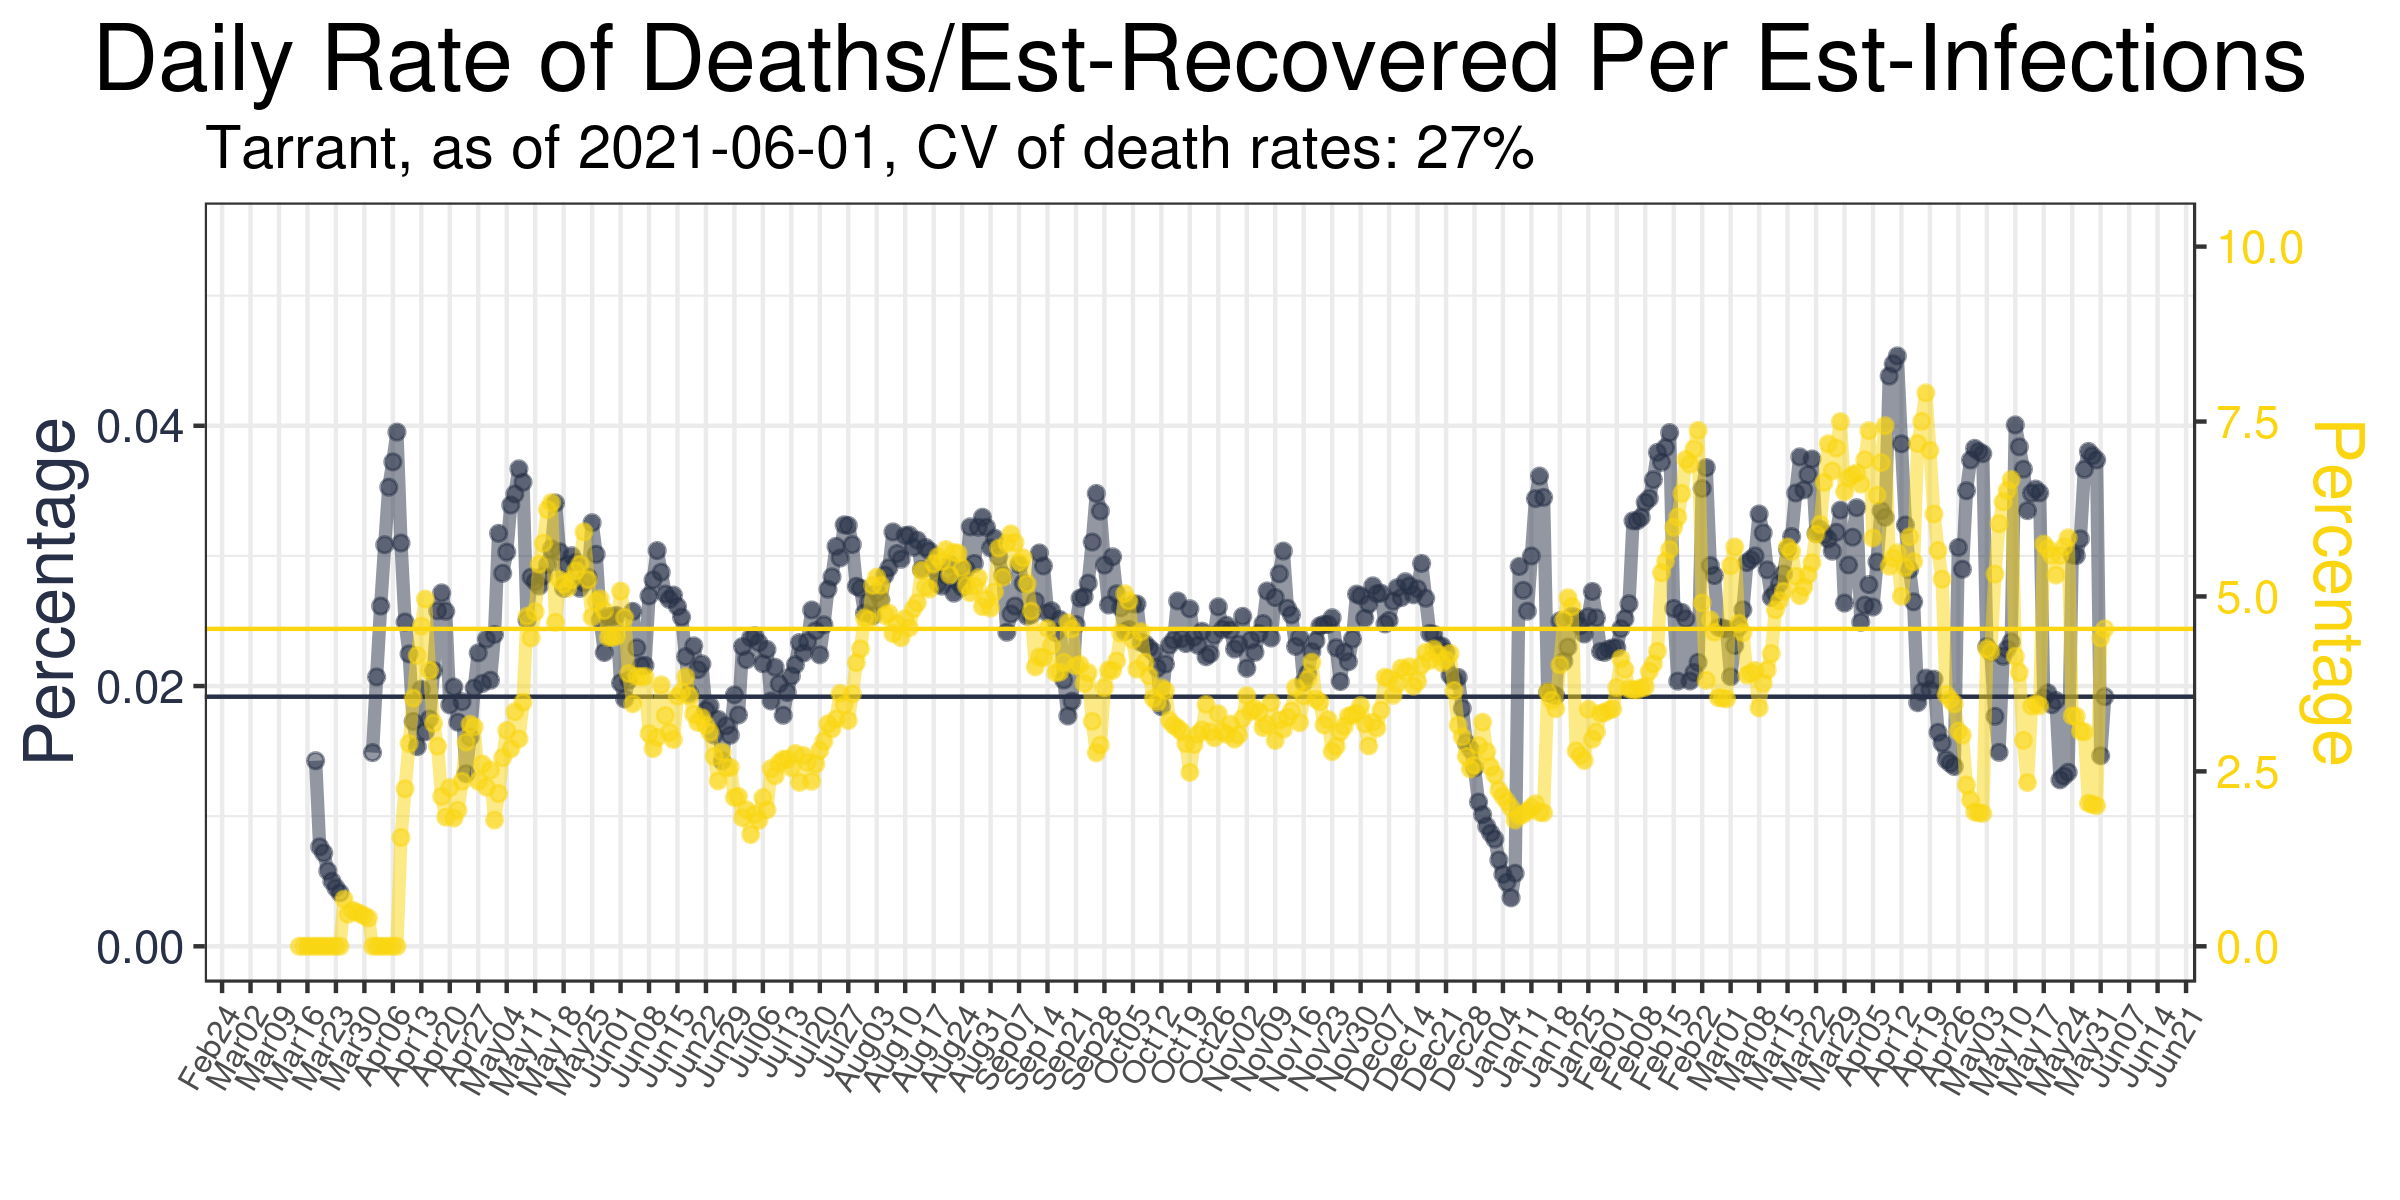 Daily Rate of Deaths/Est-Recovered Per Est-Infections
Tarrant, as of 2021-06-01, CV of death rates: 27%
Percentage
0.04
0.02
0.00
10.0
7.5
5.0
2.5
0.0
Percentage
Feb24
Mar02
Mar09
Mar16
Mar23
Mar30
Apr06
Apr13
Apr20
Apr27
May04
May11
May18
May25
Jun01
Jun08
Jun15
Jun22
Jun29
Jul06
Jul13
Jul20
Jul27
Aug03
Aug10
Aug17
Aug24
Aug31
Sep07
Sep14
Sep21
Sep28
Oct05
Oct12
Oct19
Oct26
Nov02
Nov09
Nov16
Nov23
Nov30
Dec07
Dec14
Dec21
Dec28
Jan04
Jan11
Jan18
Jan25
Feb01
Feb08
Feb15
Feb22
Mar01
Mar08
Mar15
Mar22
Mar29
Apr05
Apr12
Apr19
Apr26
May03
May10
May17
May24
May31
Jun07
Jun14
Jun21